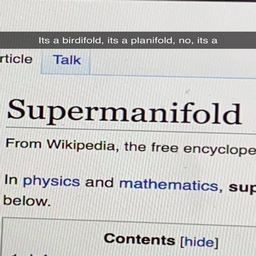 Its a birdifold, its a planifold, no, its a
rticle Talk
Supermanifold
From Wikipedia, the free encyclope
In physics and mathematics, sup
below.
Contents [hide]